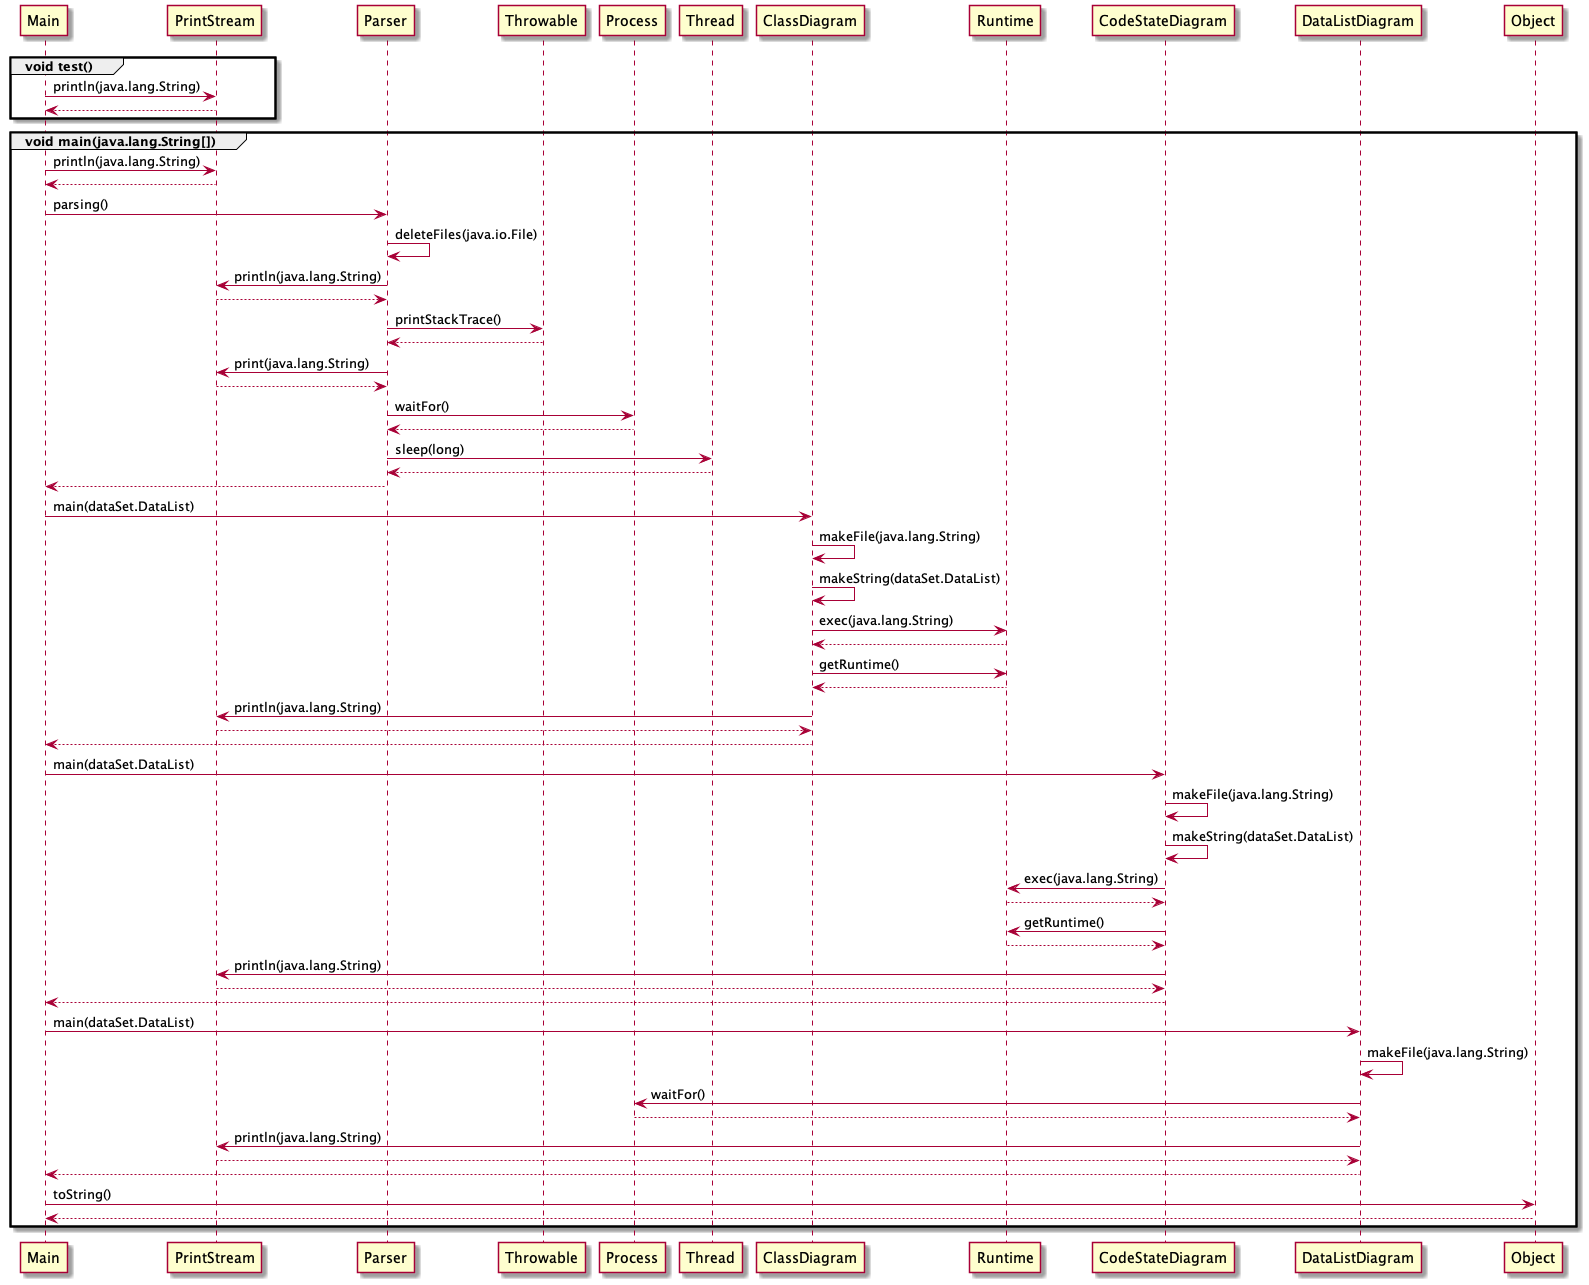 Main PrintStream Parser Throwable Process Thread ClassDiagram Runtime CodeStateDiagram DataListDiagram Object
void test()
println(java.lang.String)
void main(java.lang.String[])
println(java.lang.String)
parsing()
deleteFiles(java.io.File)
println(java.lang.String)
printStackTrace()
print(java.lang.String)
waitFor()
sleep(long)
main(dataSet.DataList)
makeFile(java.lang.String)
makeString(dataSet.DataList)
exec(java.lang.String)
getRuntime()
println(java.lang.String)
main(dataSet.DataList)
makeFile(java.lang.String)
makeString(dataSet.DataList)
exec(java.lang.String)
getRuntime()
println(java.lang.String)
main(dataSet.DataList)
makeFile(java.lang.String)
waitFor()
println(java.lang.String)
toString()
Main PrintStream Parser Throwable Process Thread ClassDiagram Runtime CodeStateDiagram DataListDiagram Object